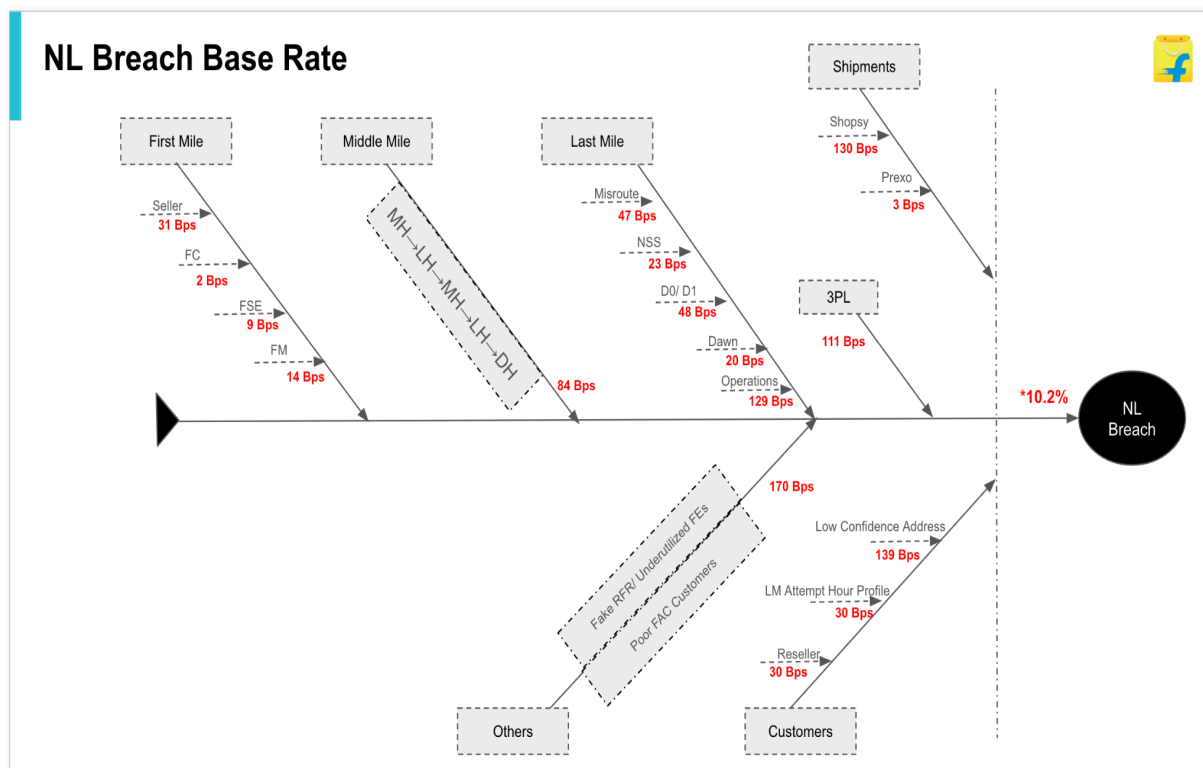 NL Breach Base Rate
Shipments
Shopsy
130 Bps
Prexo
3 Bps
First Mile
Seller
31 Bps
FC
2 Bps
FSE
9 Bps
FM
14 Bps
Middle Mile
MH→LH→MH→LH→DH
84 Bps
Last Mile
Misroute
47 Bps
NSS
23 Bps
D0/ D1
48 Bps
Dawn
20 Bps
Operations
129 Bps
3PL
111 Bps
*10.2%
NL
Breach
170 Bps
Fake RFR/ Underutilized FEs
Poor FAC Customers
Others
Low Confidence Address
139 Bps
LM Attempt Hour Profile
30 Bps
Reseller
30 Bps
Customers